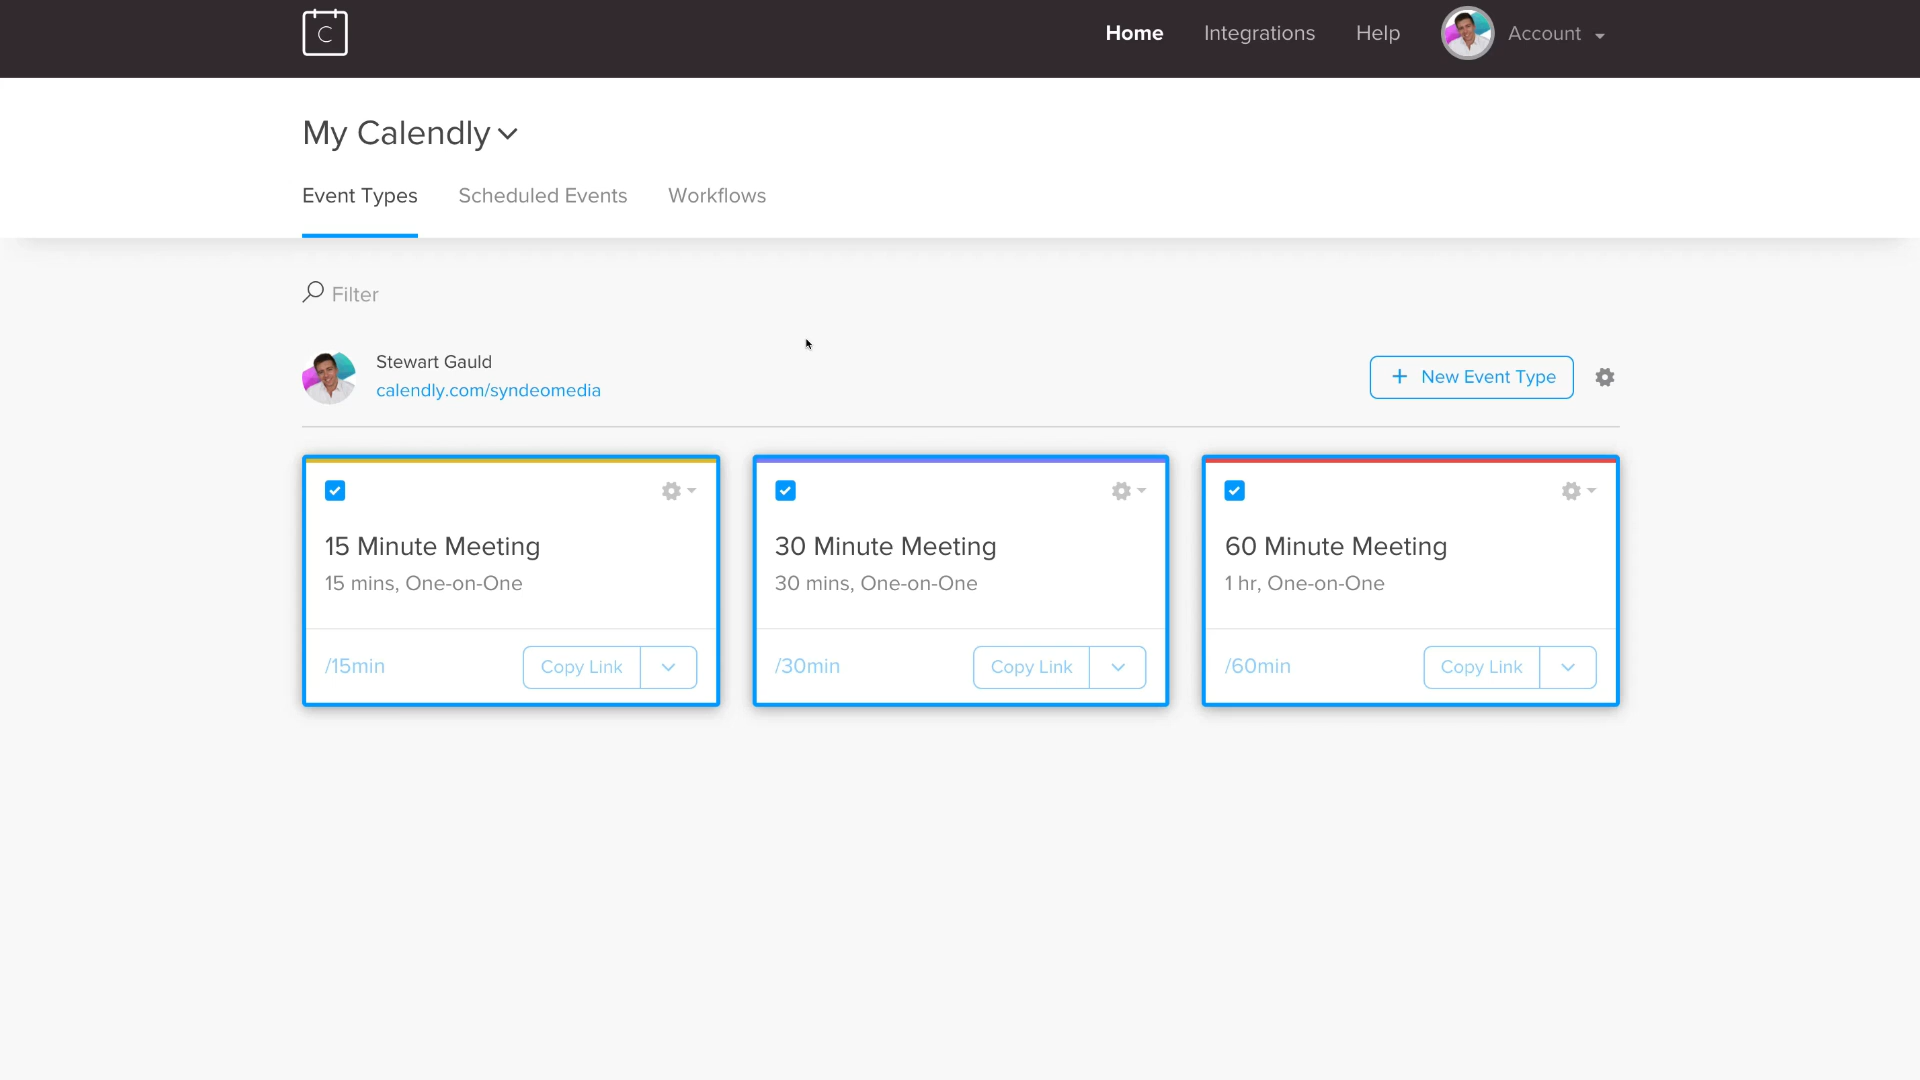 C
Home Integrations Help Account
My Calendly
Event Types Scheduled Events Workflows
Filter
Stewart Gauld
calendly.com/syndeomedia
+ New Event Type
15 Minute Meeting
15 mins, One-on-One
/15min Copy Link
30 Minute Meeting
30 mins, One-on-One
/30min Copy Link
60 Minute Meeting
1 hr, One-on-One
/60min Copy Link